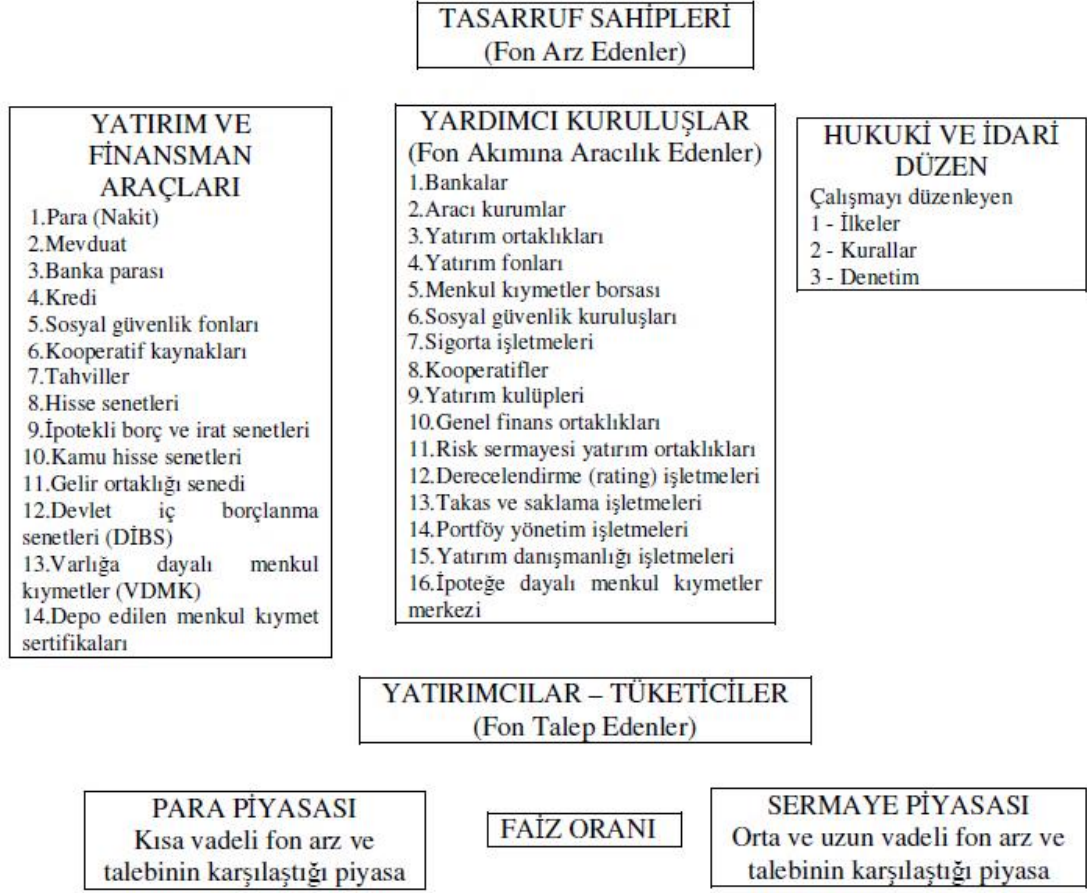 TASARRUF SAHİPLERİ
(Fon Arz Edenler)
YATIRIM VE
FİNANSMAN
ARAÇLARI
1.Para (Nakit)
2.Mevduat
3.Banka parası
4.Kredi
5.Sosyal güvenlik fonları
6.Kooperatif kaynakları
7.Tahviller
8.Hisse senetleri
9.İpotekli borç ve irat senetleri
10.Kamu hisse senetleri
11.Gelir ortaklığı senedi
12.Devlet iç borçlanma
senetleri (DİBS)
13.Varlığa dayalı menkul
kıymetler (VDMK)
14.Depo edilen menkul kıymet
sertifikaları
YARDIMCI KURULUŞLAR
(Fon Akımına Aracılık Edenler)
1.Bankalar
2.Aracı kurumlar
3.Yatırım ortaklıkları
4.Yatırım fonları
5.Menkul kıymetler borsası
6.Sosyal güvenlik kuruluşları
7.Sigorta işletmeleri
8.Kooperatifler
9.Yatırım kulüpleri
10.Genel finans ortaklıkları
11.Risk sermayesi yatırım ortaklıkları
12.Derecelendirme (rating) işletmeleri
13.Takas ve saklama işletmeleri
14.Portföy yönetim işletmeleri
15.Yatırım danışmanlığı işletmeleri
16.İpoteğe dayalı menkul kıymetler
merkezi
HUKUKİ VE İDARİ
DÜZEN
Çalışmayı düzenleyen
1 - İlkeler
2 - Kurallar
3 - Denetim
YATIRIMCILAR – TÜKETİCİLER
(Fon Talep Edenler)
PARA PİYASASI
Kısa vadeli fon arz ve
talebinin karşılaştığı piyasa
FAİZ ORANI
SERMAYE PİYASASI
Orta ve uzun vadeli fon arz ve
talebinin karşılaştığı piyasa